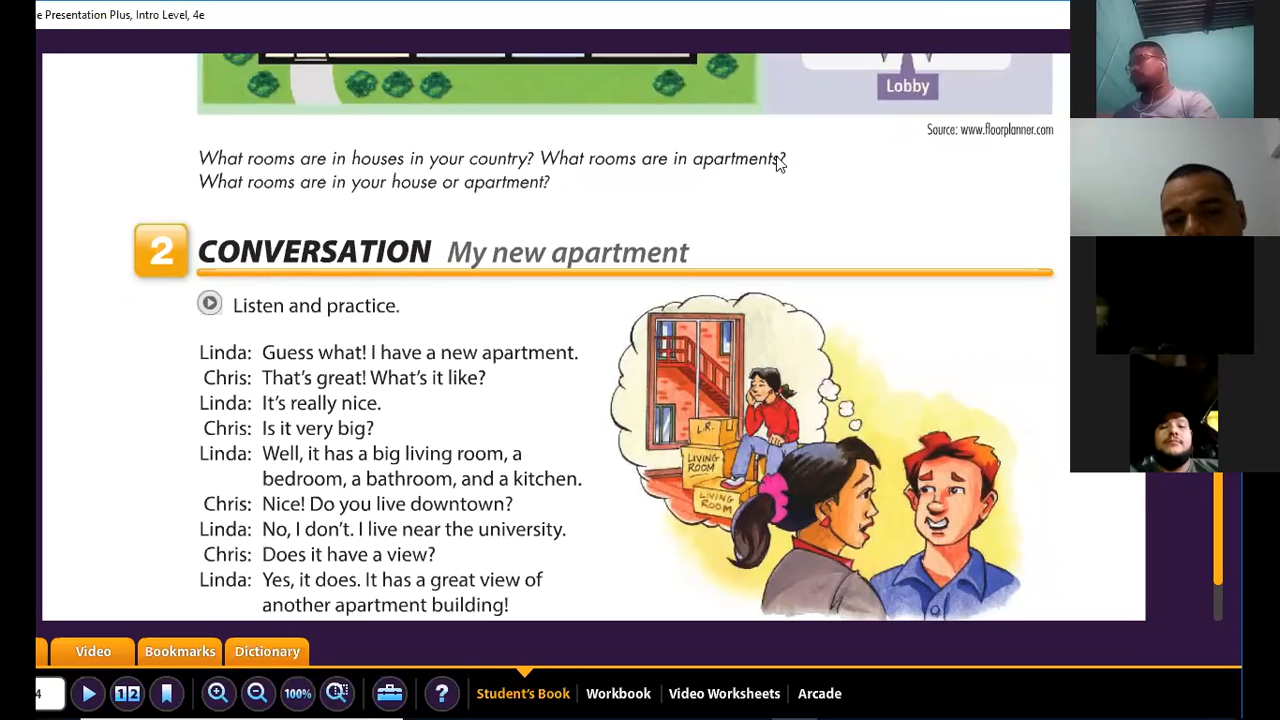 e Presentation Plus, Intro Level, 4e
Lobby
Source: www.floorplanner.com
What rooms are in houses in your country? What rooms are in apartments?
What rooms are in your house or apartment?
2 CONVERSATION My new apartment
Listen and practice.
Linda: Guess what! I have a new apartment.
Chris: That's great! What's it like?
Linda: It's really nice.
Chris: Is it very big?
Linda: Well, it has a big living room, a
bedroom, a bathroom, and a kitchen.
Chris: Nice! Do you live downtown?
Linda: No, I don't. I live near the university.
Chris: Does it have a view?
Linda: Yes, it does. It has a great view of
another apartment building!
L.R.
LIVING
ROOM
LIVING
ROOM
Video Bookmarks Dictionary
4 12 100% ? Student's Book Workbook Video Worksheets Arcade